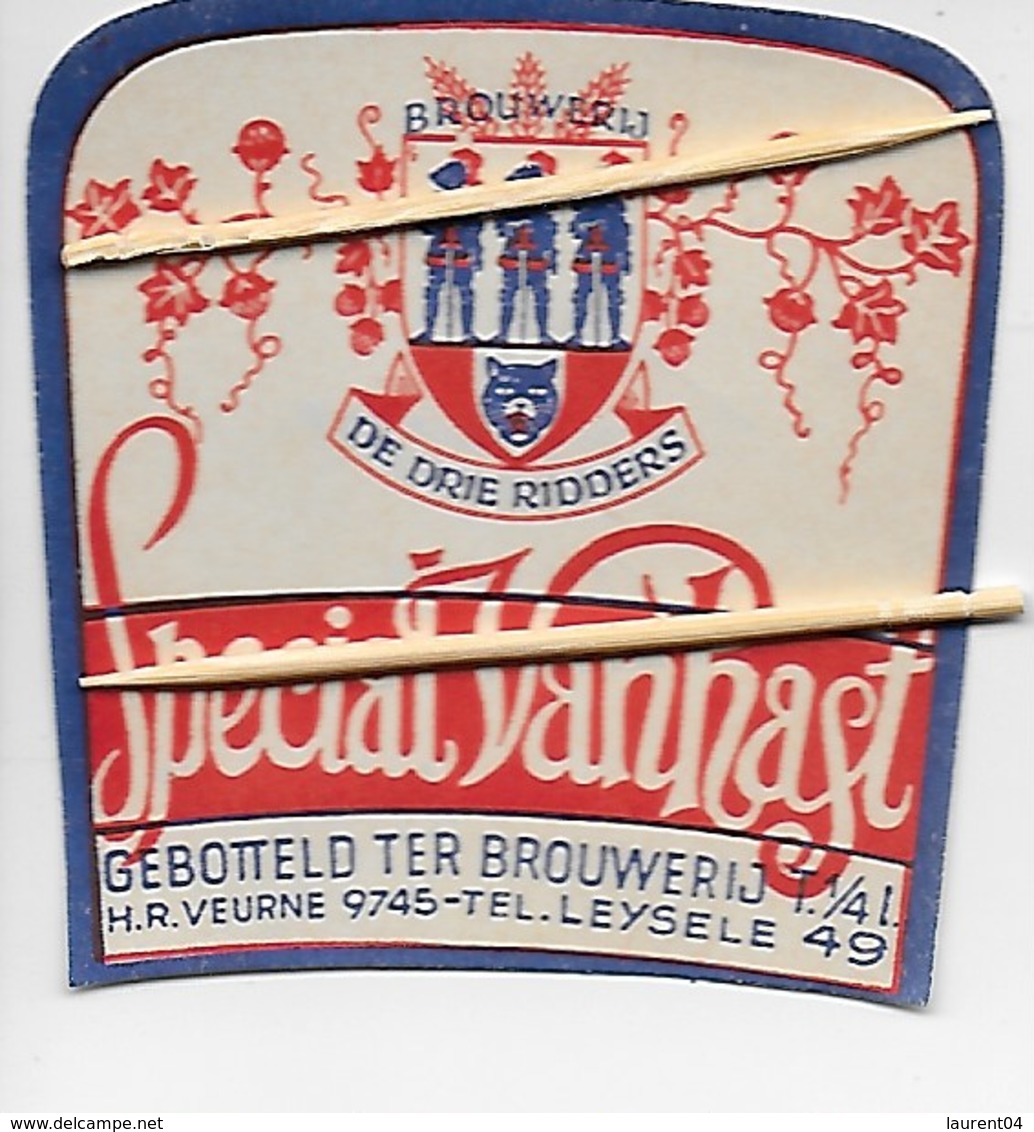 BROUWERIJ
DE DRIE RIDDERS
Special Vanhast
GEBOTTELD TER BROUWERIJ T. 1/4 l.
H.R. VEURNE 9745-TEL. LEYSELE 49
delcampe.net
laurent04